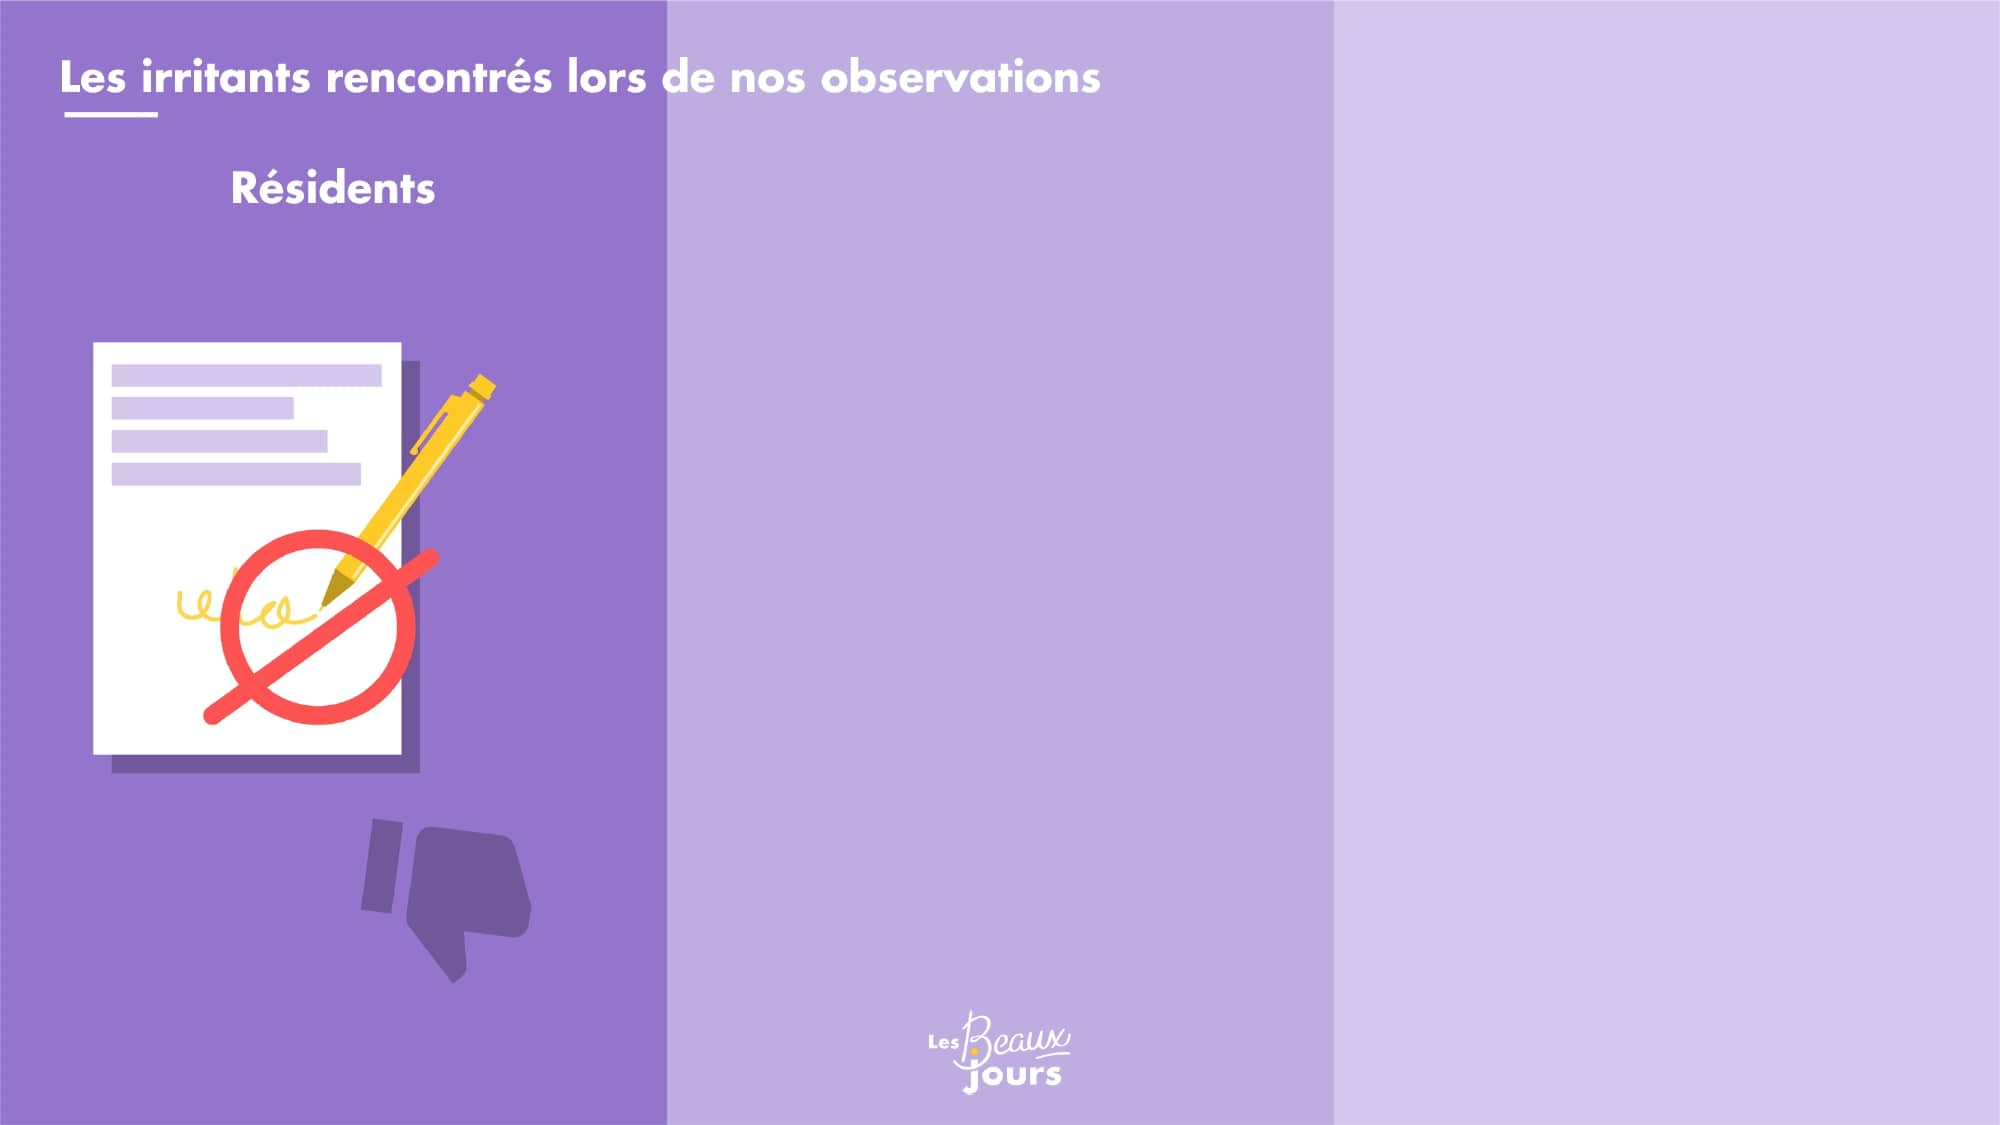 Les irritants rencontrés lors de nos observations
Résidents
Les Beaux
jours